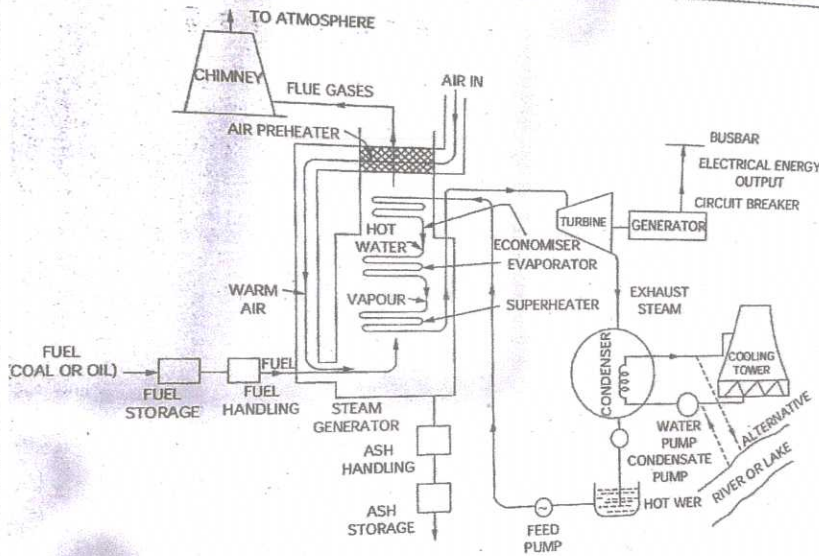 TO ATMOSPHERE
CHIMNEY
FLUE GASES
AIR IN
AIR PREHEATER
BUSBAR
ELECTRICAL ENERGY
OUTPUT
CIRCUIT BREAKER
TURBINE
GENERATOR
HOT
WATER
ECONOMISER
EVAPORATOR
WARM
AIR
VAPOUR
SUPERHEATER
EXHAUST
STEAM
FUEL
(COAL OR OIL)
FUEL
FUEL
STORAGE
FUEL
HANDLING
STEAM
GENERATOR
CONDENSER
COOLING
TOWER
WATER
PUMP
CONDENSATE
PUMP
ALTERNATIVE
RIVER OR LAKE
ASH
HANDLING
ASH
STORAGE
HOT WER
FEED
PUMP